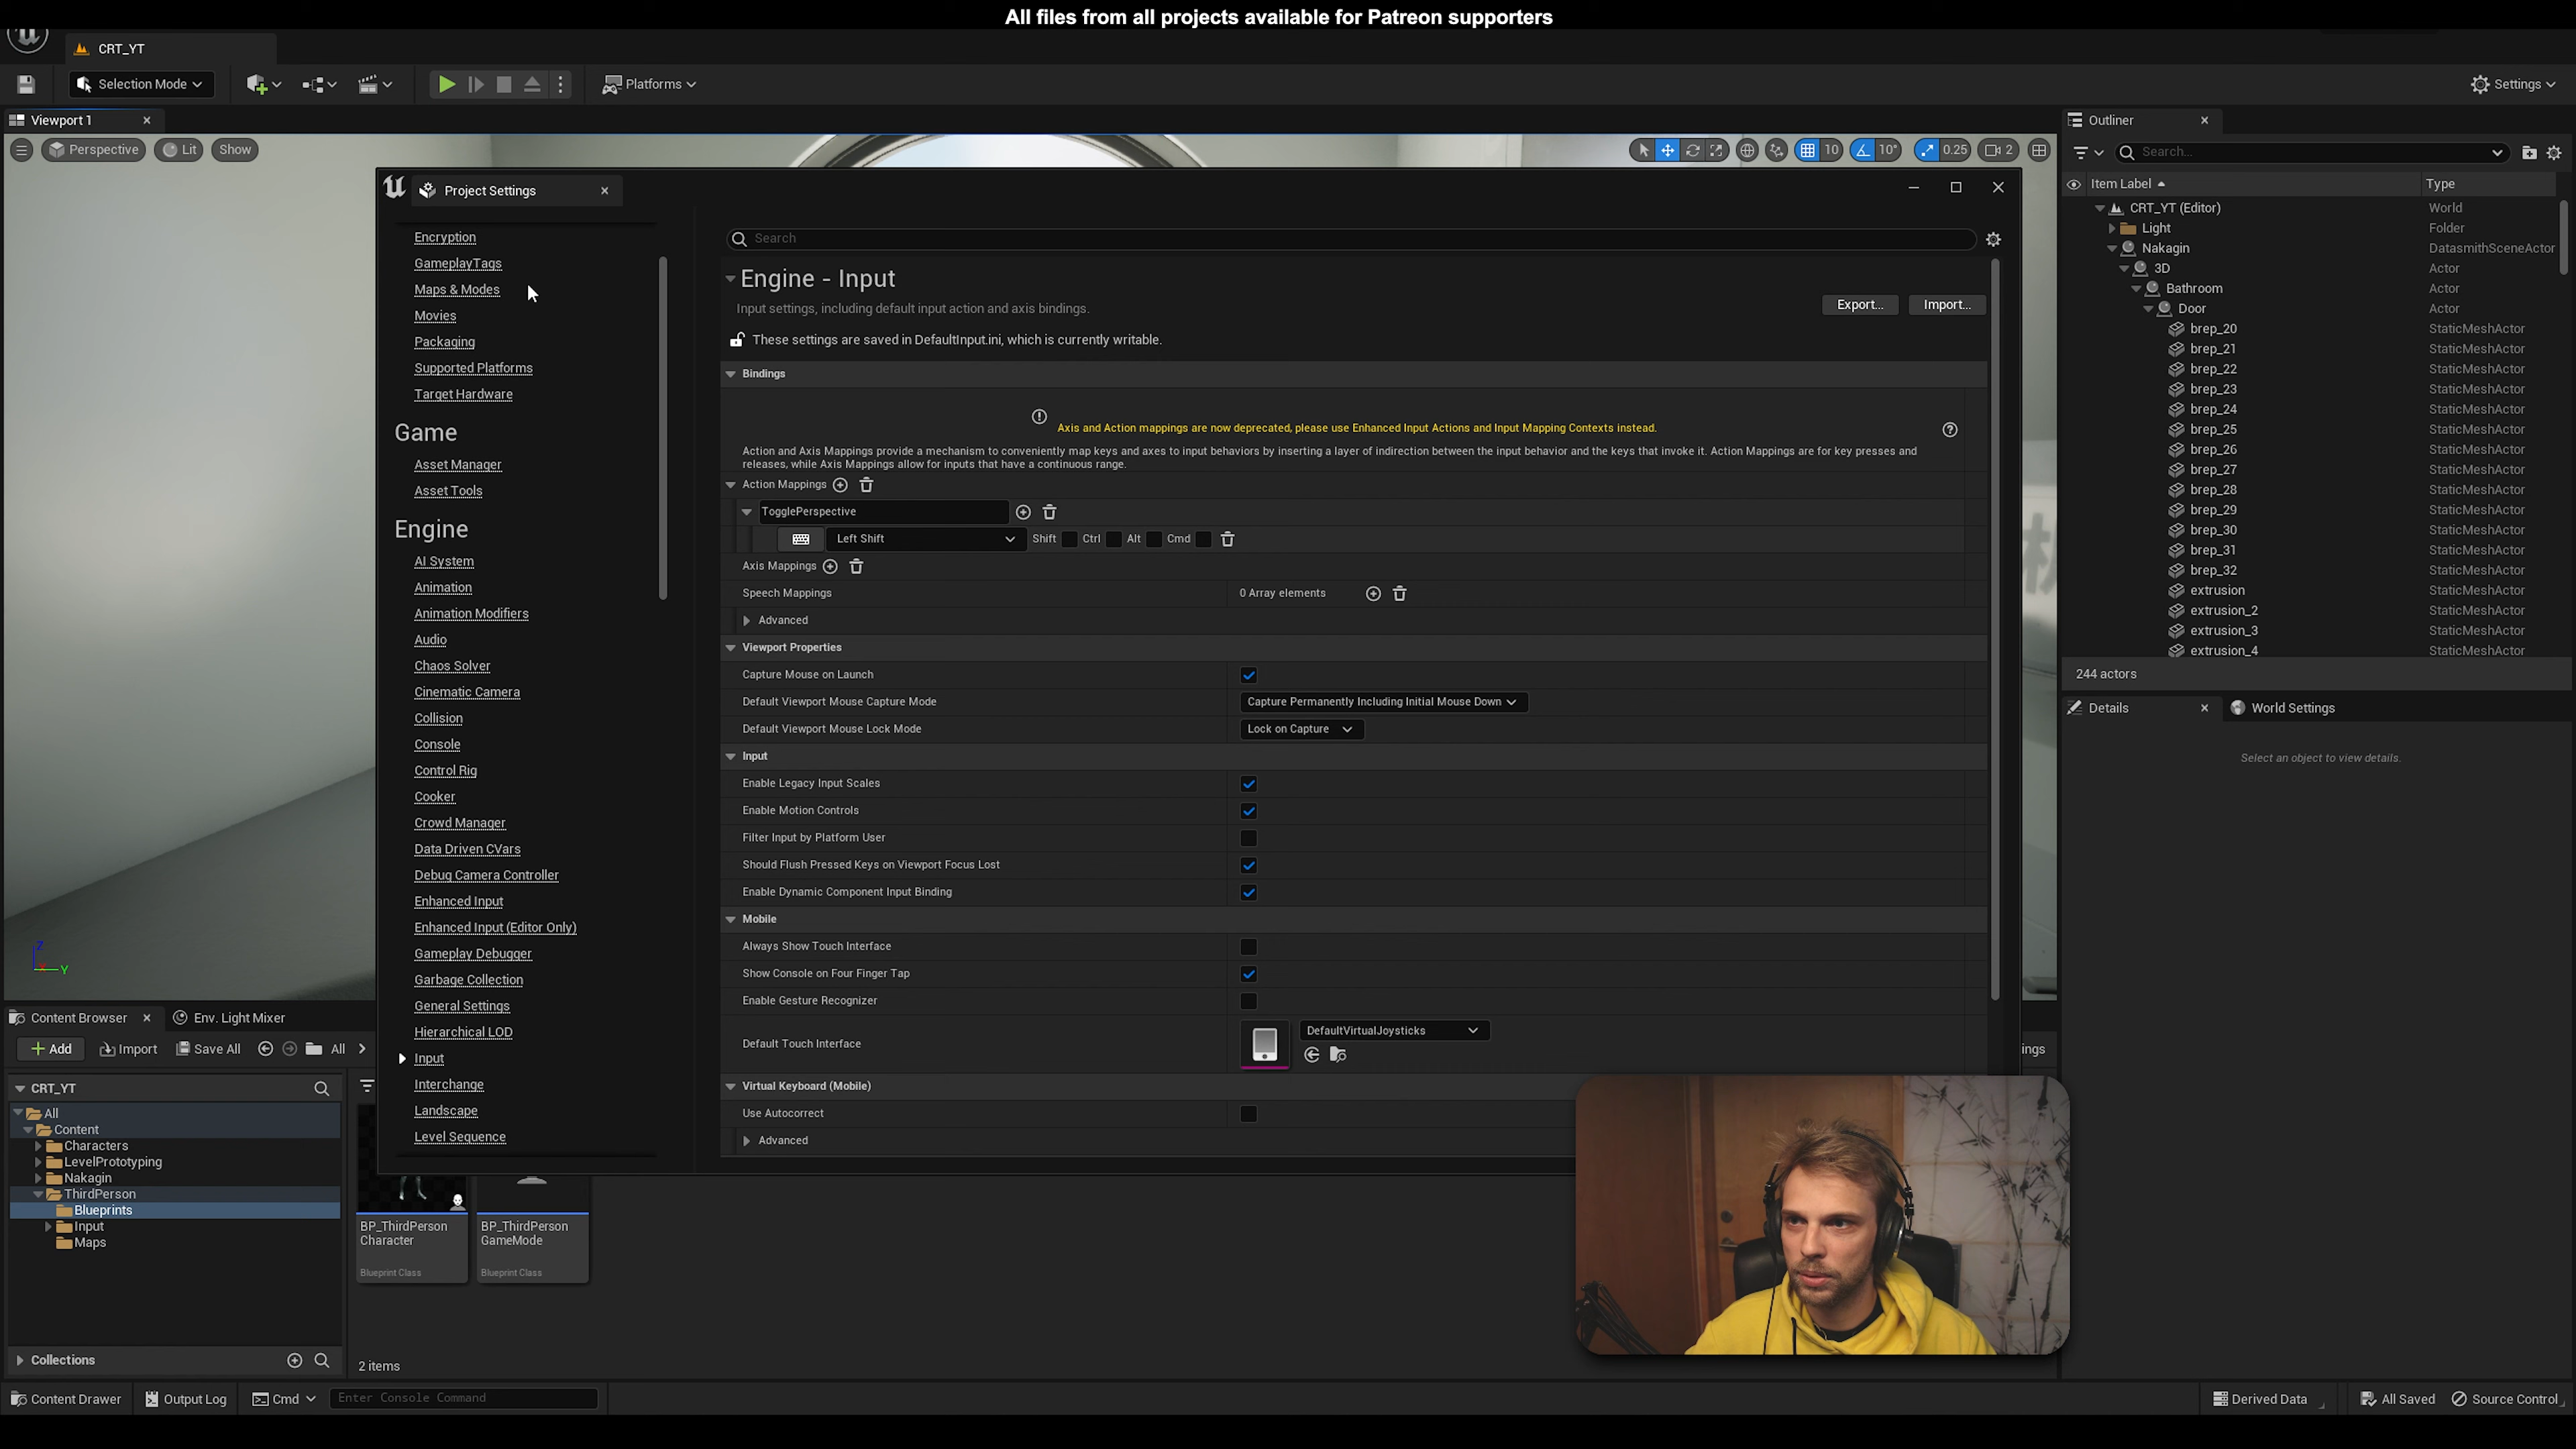 All files from all projects available for Patreon supporters
CRT_YT
Selection Mode
Platforms
Settings
Viewport 1
Perspective
Lit
Show
10
10°
0.25
2
Project Settings
Encryption
GameplayTags
Maps & Modes
Movies
Packaging
Supported Platforms
Target Hardware
Game
Asset Manager
Asset Tools
Engine
AI System
Animation
Animation Modifiers
Audio
Chaos Solver
Cinematic Camera
Collision
Console
Control Rig
Cooker
Crowd Manager
Data Driven CVars
Debug Camera Controller
Enhanced Input
Enhanced Input (Editor Only)
Gameplay Debugger
Garbage Collection
General Settings
Hierarchical LOD
Input
Interchange
Landscape
Level Sequence
Search
Engine - Input
Input settings, including default input action and axis bindings.
Export...
Import...
These settings are saved in DefaultInput.ini, which is currently writable.
Bindings
Axis and Action mappings are now deprecated, please use Enhanced Input Actions and Input Mapping Contexts instead.
Action and Axis Mappings provide a mechanism to conveniently map keys and axes to input behaviors by inserting a layer of indirection between the input behavior and the keys that invoke it. Action Mappings are for key presses and
releases, while Axis Mappings allow for inputs that have a continuous range.
Action Mappings
TogglePerspective
Left Shift
Shift
Ctrl
Alt
Cmd
Axis Mappings
Speech Mappings
0 Array elements
Advanced
Viewport Properties
Capture Mouse on Launch
Default Viewport Mouse Capture Mode
Capture Permanently Including Initial Mouse Down
Default Viewport Mouse Lock Mode
Lock on Capture
Input
Enable Legacy Input Scales
Enable Motion Controls
Filter Input by Platform User
Should Flush Pressed Keys on Viewport Focus Lost
Enable Dynamic Component Input Binding
Mobile
Always Show Touch Interface
Show Console on Four Finger Tap
Enable Gesture Recognizer
Default Touch Interface
DefaultVirtualJoysticks
Virtual Keyboard (Mobile)
Use Autocorrect
Advanced
Outliner
Search...
Item Label
Type
CRT_YT (Editor)
World
Light
Folder
Nakagin
DatasmithSceneActor
3D
Actor
Bathroom
Actor
Door
Actor
brep_20
StaticMeshActor
brep_21
StaticMeshActor
brep_22
StaticMeshActor
brep_23
StaticMeshActor
brep_24
StaticMeshActor
brep_25
StaticMeshActor
brep_26
StaticMeshActor
brep_27
StaticMeshActor
brep_28
StaticMeshActor
brep_29
StaticMeshActor
brep_30
StaticMeshActor
brep_31
StaticMeshActor
brep_32
StaticMeshActor
extrusion
StaticMeshActor
extrusion_2
StaticMeshActor
extrusion_3
StaticMeshActor
extrusion_4
StaticMeshActor
244 actors
Details
World Settings
Select an object to view details.
Z
Y
Content Browser
Env. Light Mixer
Add
Import
Save All
All
ings
CRT_YT
All
Content
Characters
LevelPrototyping
Nakagin
ThirdPerson
Blueprints
Input
Maps
Collections
BP_ThirdPerson
Character
Blueprint Class
BP_ThirdPerson
GameMode
Blueprint Class
2 items
Content Drawer
Output Log
Cmd
Enter Console Command
Derived Data
All Saved
Source Control